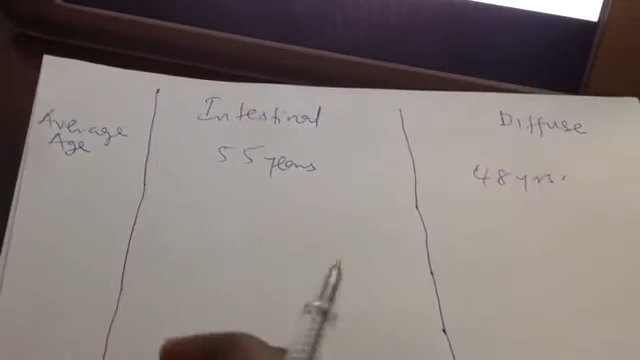 Average Age
Intestinal
Diffuse
55 years
48 yrs.